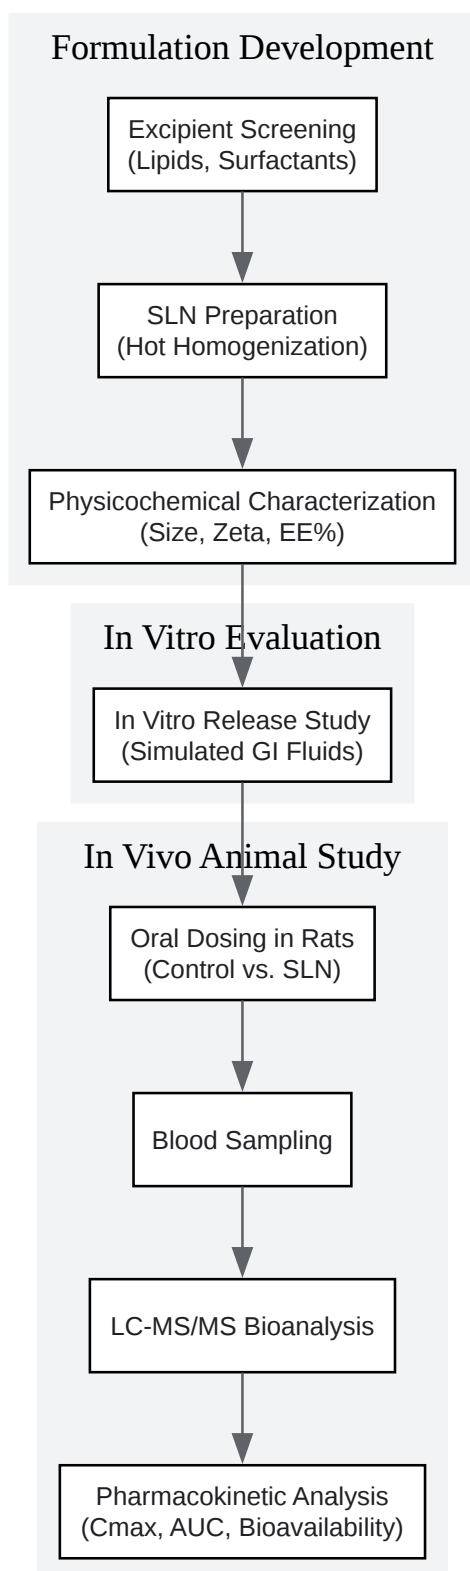 Formulation Development
Excipient Screening
(Lipids, Surfactants)
SLN Preparation
(Hot Homogenization)
Physicochemical Characterization
(Size, Zeta, EE%)
In Vitro Evaluation
In Vitro Release Study
(Simulated GI Fluids)
In Vivo Animal Study
Oral Dosing in Rats
(Control vs. SLN)
Blood Sampling
LC-MS/MS Bioanalysis
Pharmacokinetic Analysis
(Cmax, AUC, Bioavailability)